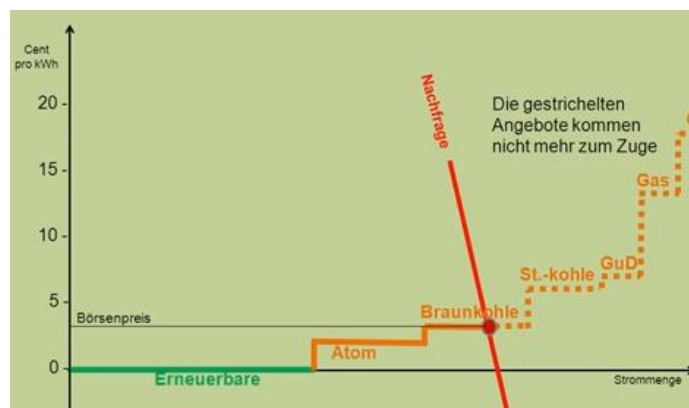 Cent
pro kWh
20
15
10
5
0
Nachfrage
Die gestrichelten
Angebote kommen
nicht mehr zum Zuge
Gas
GuD
St.-kohle
Braunkohle
Börsenpreis
Atom
Erneuerbare
Strommenge